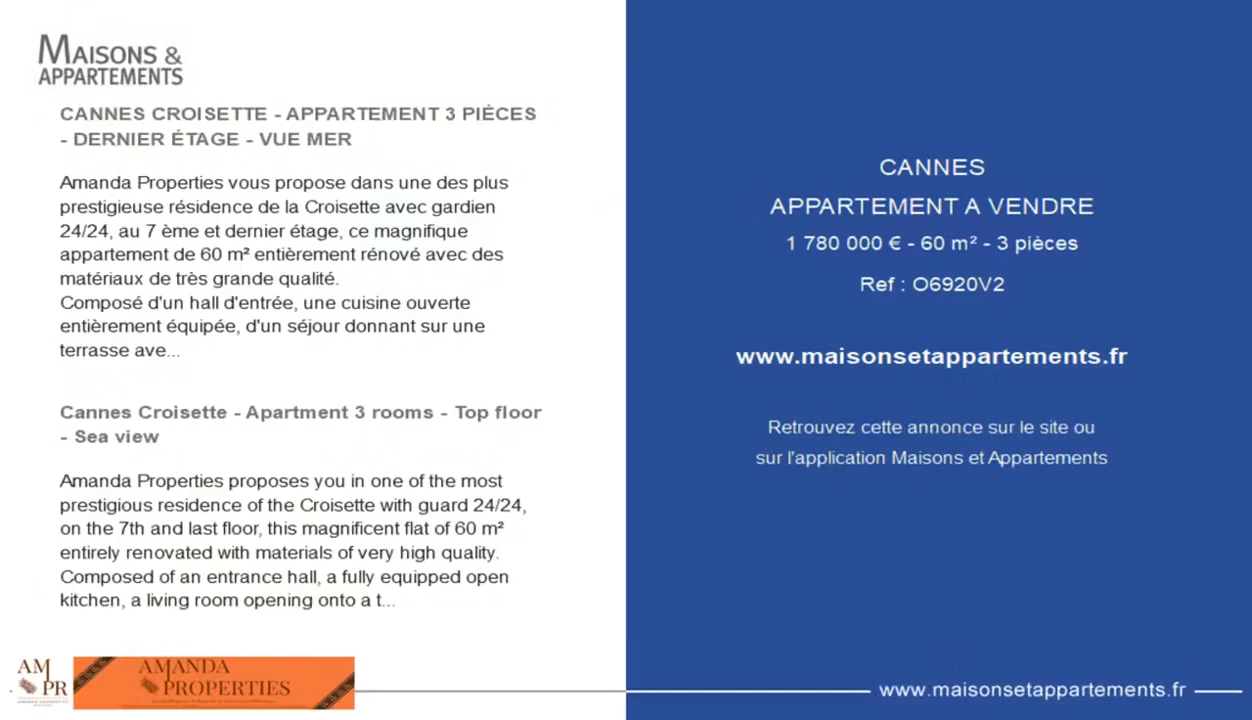 MAISONS &
APPARTEMENTS
CANNES CROISETTE - APPARTEMENT 3 PIÈCES
- DERNIER ÉTAGE - VUE MER
Amanda Properties vous propose dans une des plus
prestigieuse résidence de la Croisette avec gardien
24/24, au 7 ème et dernier étage, ce magnifique
appartement de 60 m² entièrement rénové avec des
matériaux de très grande qualité.
Composé d'un hall d'entrée, une cuisine ouverte
entièrement équipée, d'un séjour donnant sur une
terrasse ave...
Cannes Croisette - Apartment 3 rooms - Top floor
- Sea view
Amanda Properties proposes you in one of the most
prestigious residence of the Croisette with guard 24/24,
on the 7th and last floor, this magnificent flat of 60 m²
entirely renovated with materials of very high quality.
Composed of an entrance hall, a fully equipped open
kitchen, a living room opening onto a t...
AM
PR
AMANDA
PROPERTIES
CANNES
APPARTEMENT A VENDRE
1 780 000 € - 60 m² - 3 pièces
Ref : O6920V2
www.maisonsetappartements.fr
Retrouvez cette annonce sur le site ou
sur l'application Maisons et Appartements
www.maisonsetappartements.fr